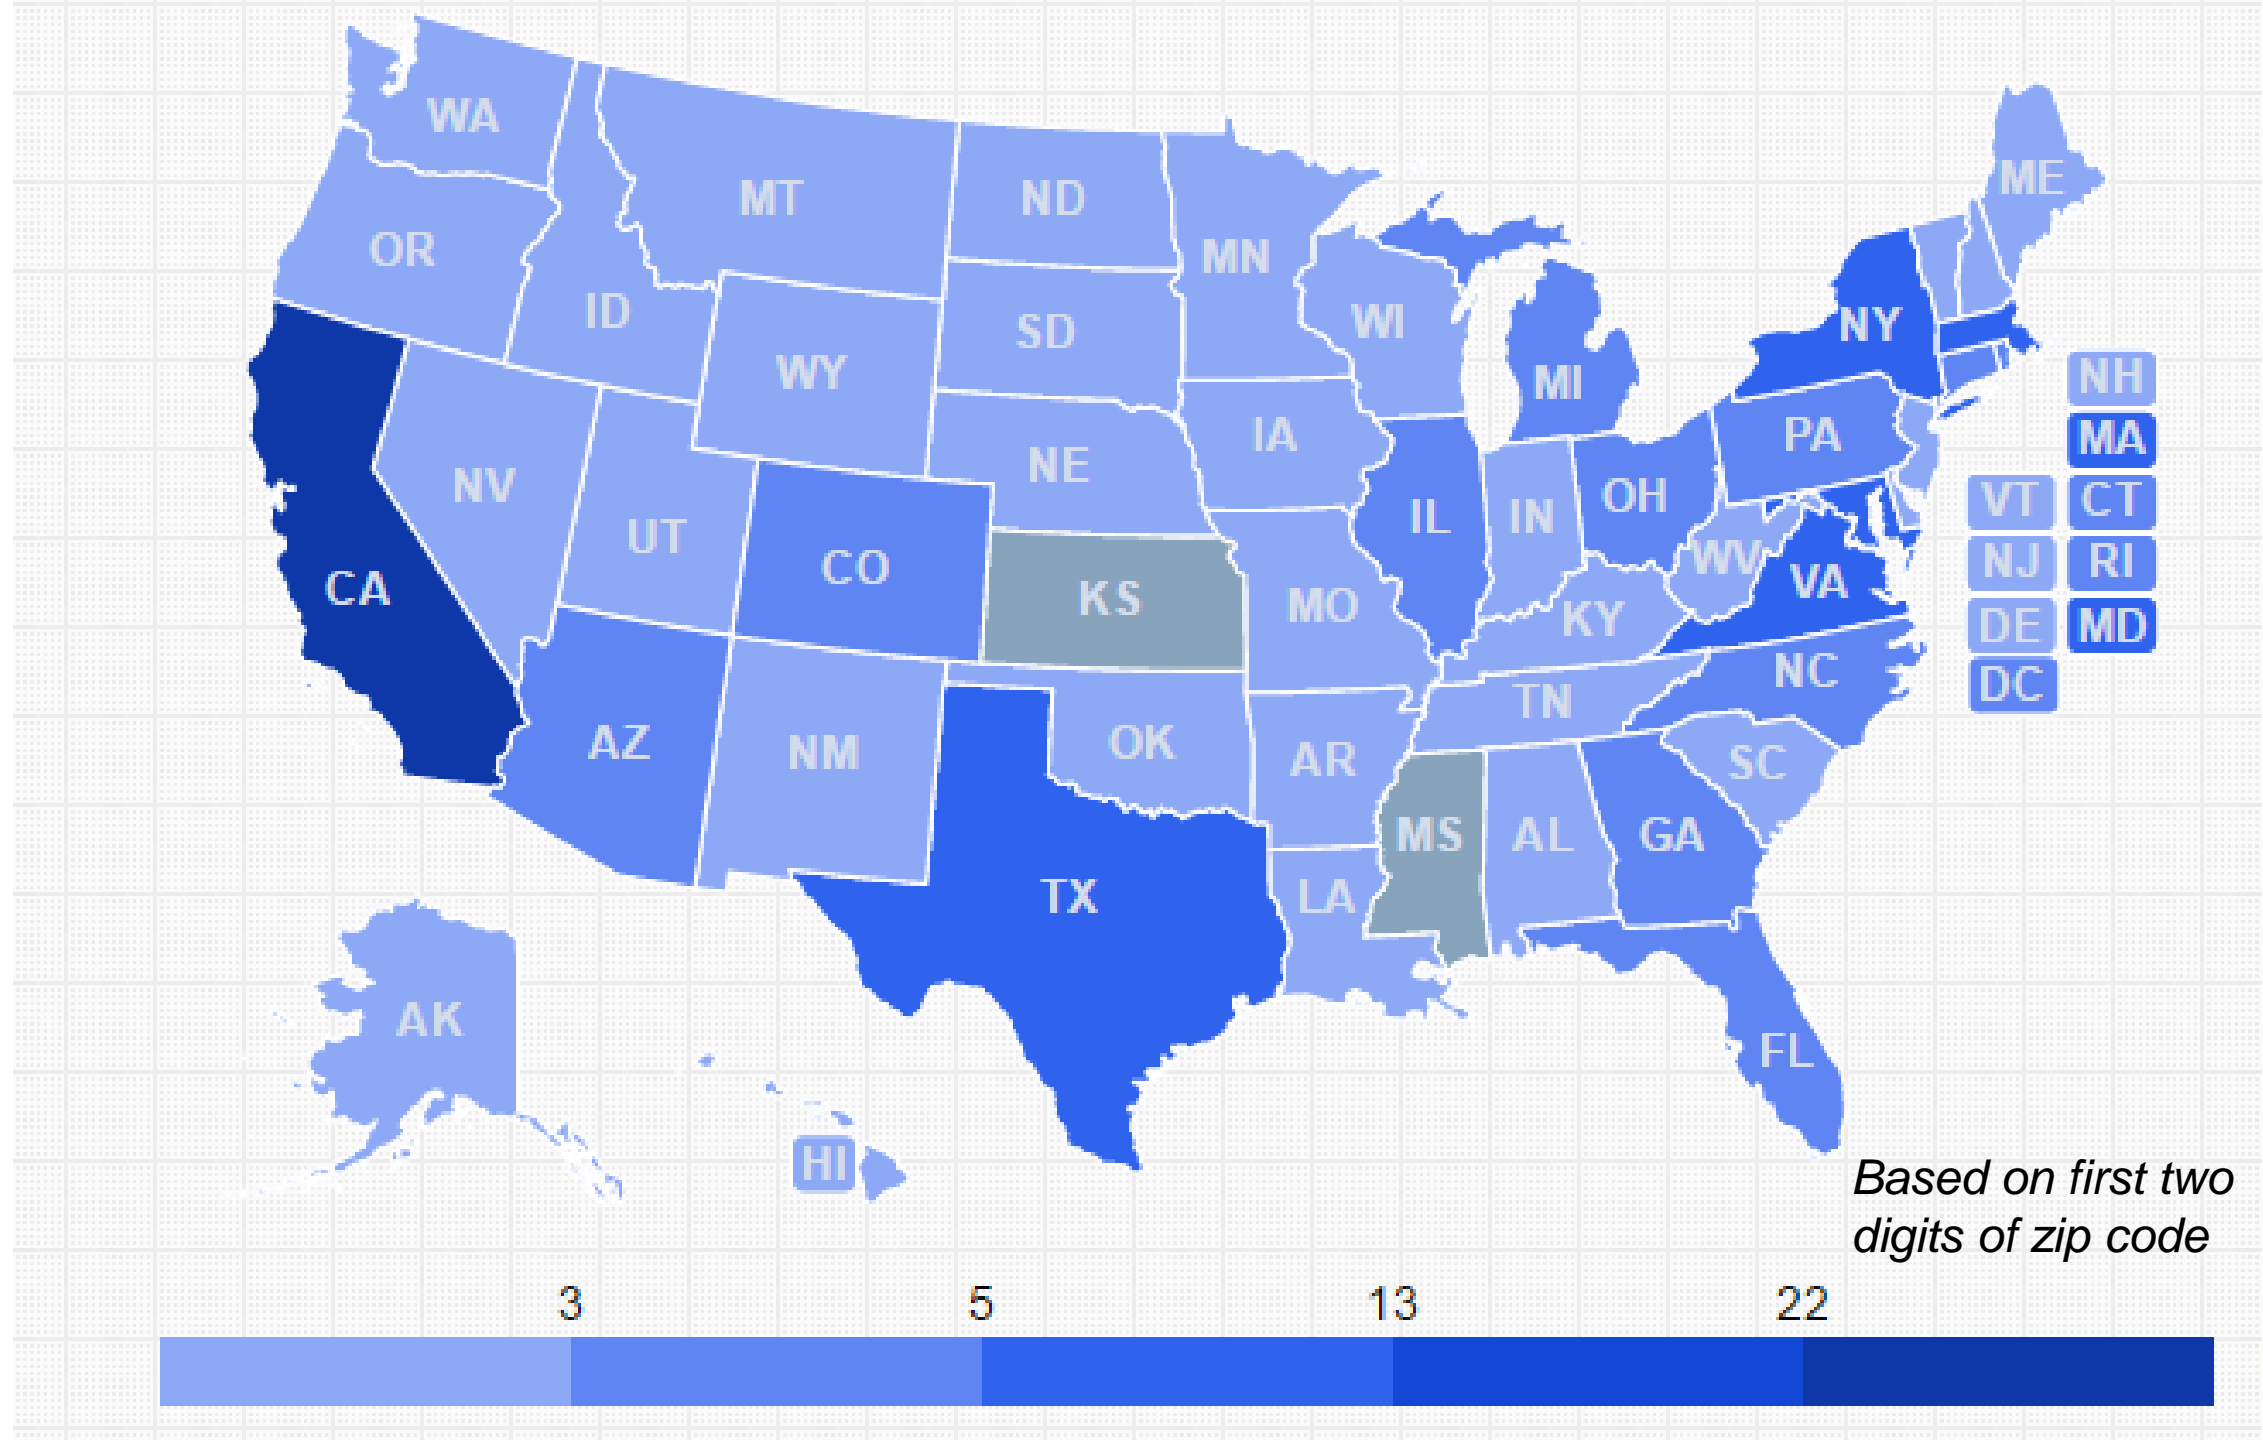 WA
ME
MT
ND
OR
MN
ID
SD
WI
NY
WY
MI
NH
IA
PA
MA
NV
NE
OH
VT
CT
UT
IL
IN
CO
WV
NJ
RI
CA
KS
MO
KY
VA
DE
MD
NC
DC
AZ
NM
OK
TN
AR
SC
MS
AL
GA
TX
LA
AK
FL
HI
Based on first two
digits of zip code
3 5 13 22